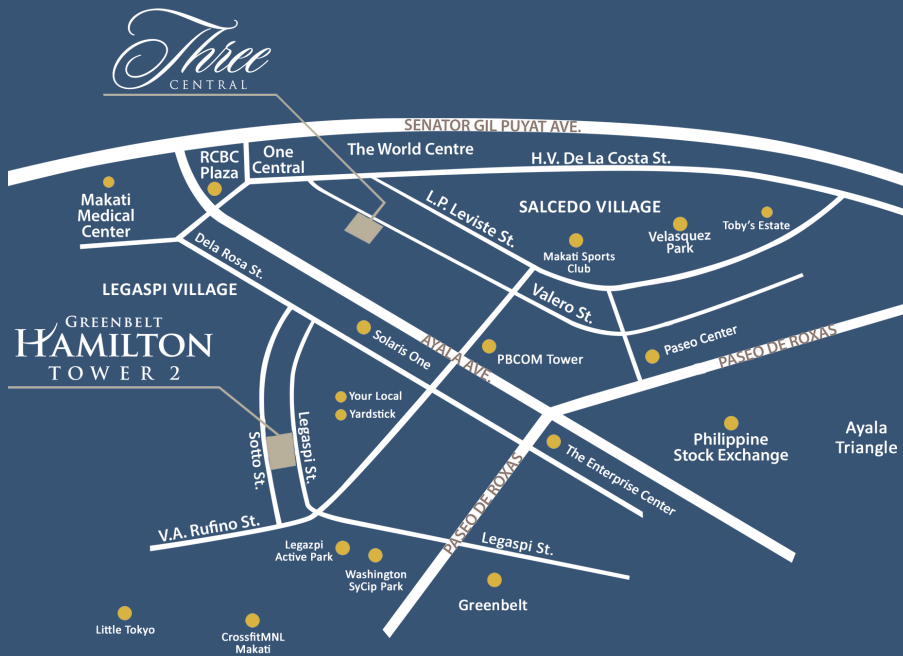 Three
CENTRAL
SENATOR GIL PUYAT AVE.
RCBC
Plaza
One
Central
The World Centre
H.V. De La Costa St.
Makati
Medical
Center
L.P. Leviste St.
SALCEDO VILLAGE
Velasquez
Park
Toby's Estate
Makati Sports
Club
Dela Rosa St.
LEGASPI VILLAGE
Valero St.
GREENBELT
HAMILTON
TOWER 2
Solaris One
AYALA AVE.
PBCOM Tower
Paseo Center
PASEO DE ROXAS
Your Local
Yardstick
Sotto St.
Legaspi St.
Philippine
Stock Exchange
Ayala
Triangle
The Enterprise Center
PASEO DE ROXAS
V.A. Rufino St.
Legazpi
Active Park
Washington
SyCip Park
Legaspi St.
Greenbelt
Little Tokyo
CrossfitMNL
Makati